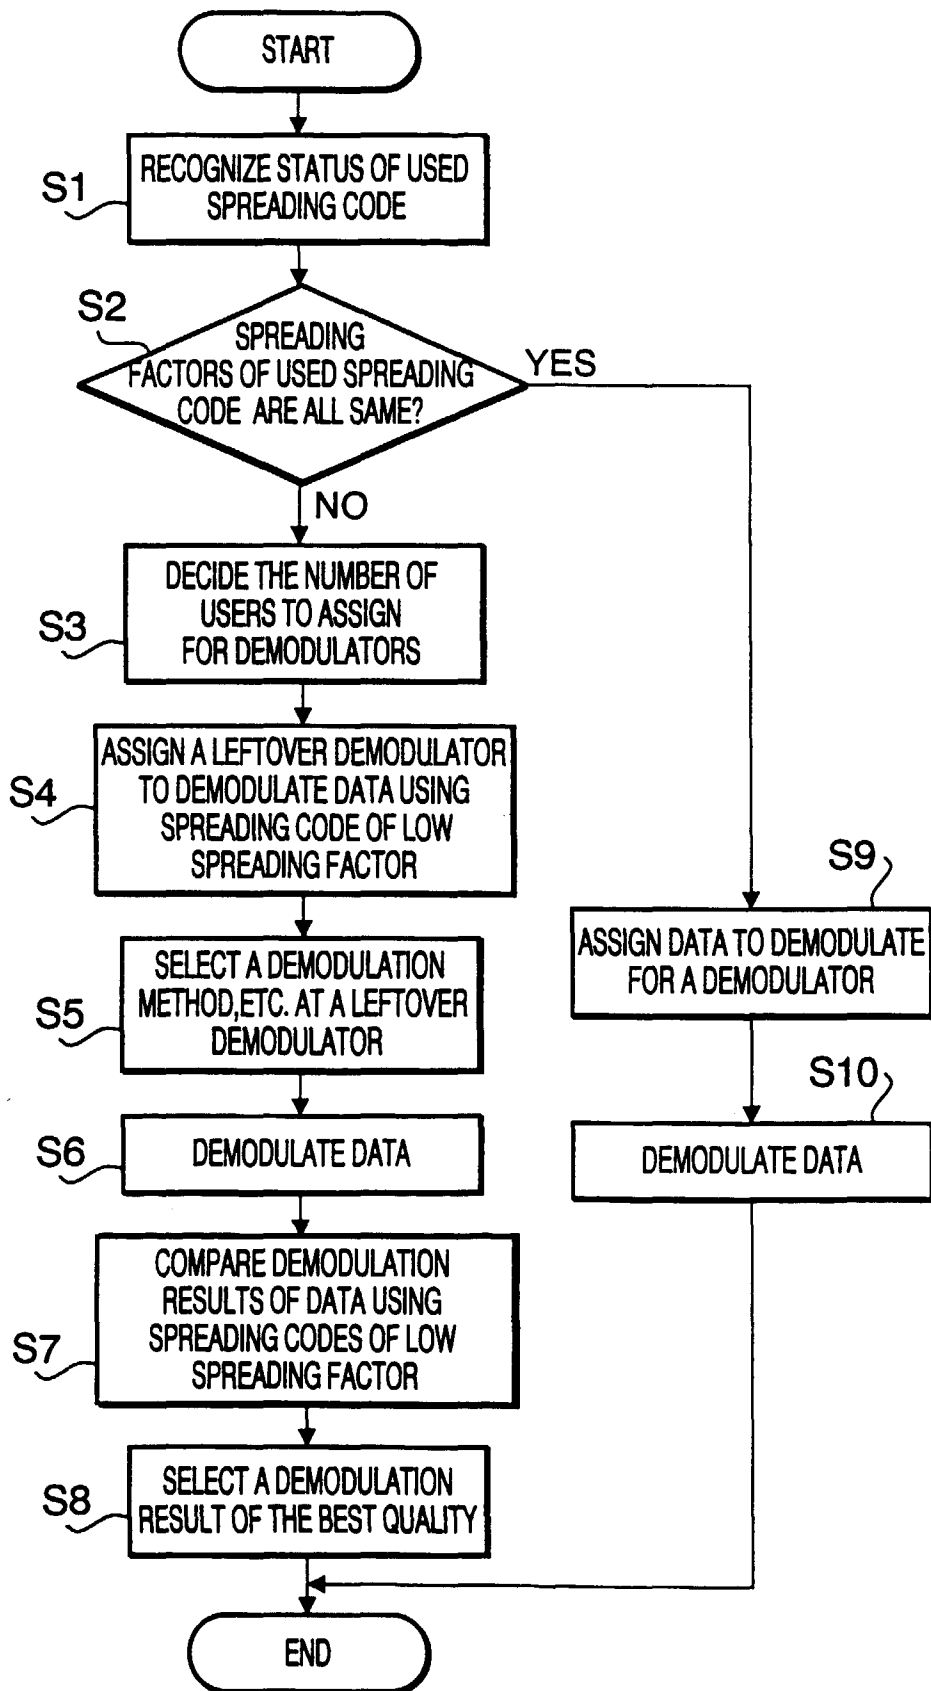 START
S1
RECOGNIZE STATUS OF USED
SPREADING CODE
S2
SPREADING
FACTORS OF USED SPREADING
CODE ARE ALL SAME?
YES
NO
S3
DECIDE THE NUMBER OF
USERS TO ASSIGN
FOR DEMODULATORS
S4
ASSIGN A LEFTOVER DEMODULATOR
TO DEMODULATE DATA USING
SPREADING CODE OF LOW
SPREADING FACTOR
S5
SELECT A DEMODULATION
METHOD,ETC. AT A LEFTOVER
DEMODULATOR
S6
DEMODULATE DATA
S7
COMPARE DEMODULATION
RESULTS OF DATA USING
SPREADING CODES OF LOW
SPREADING FACTOR
S8
SELECT A DEMODULATION
RESULT OF THE BEST QUALITY
S9
ASSIGN DATA TO DEMODULATE
FOR A DEMODULATOR
S10
DEMODULATE DATA
END